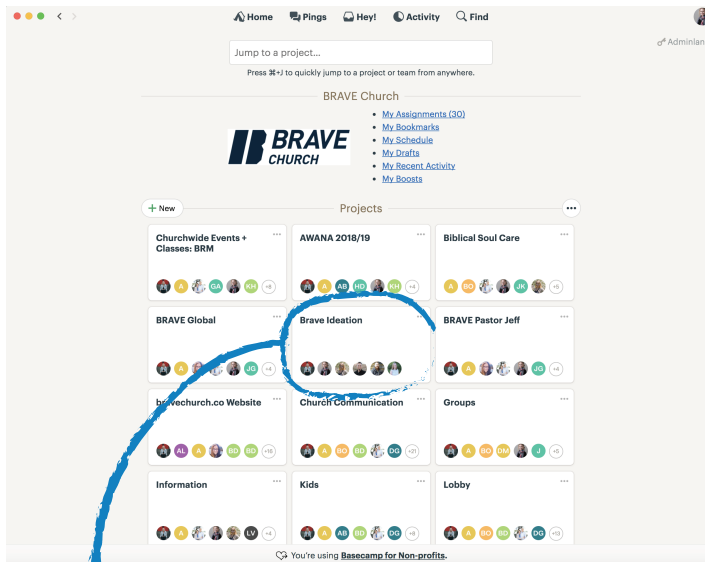 Home Pings Hey! Activity Find
Adminlan
Jump to a project...
Press ⌘+J to quickly jump to a project or team from anywhere.
BRAVE Church
BRAVE
CHURCH
My Assignments (30)
My Bookmarks
My Schedule
My Drafts
My Recent Activity
My Boosts
+ New
Projects
Churchwide Events +
Classes: BRM
A GA KH +8
AWANA 2018/19
A AB HD KH +4
Biblical Soul Care
A BO JK +5
BRAVE Global
A JG +4
Brave Ideation
BRAVE Pastor Jeff
A JG +4
bravechurch.co Website
AL A BD BD +16
Church Communication
A BO BD DG +21
Groups
A BO DM J +5
Information
A LV +4
Kids
A AB BD DG +8
Lobby
A BO BD DG +13
You're using Basecamp for Non-profits.